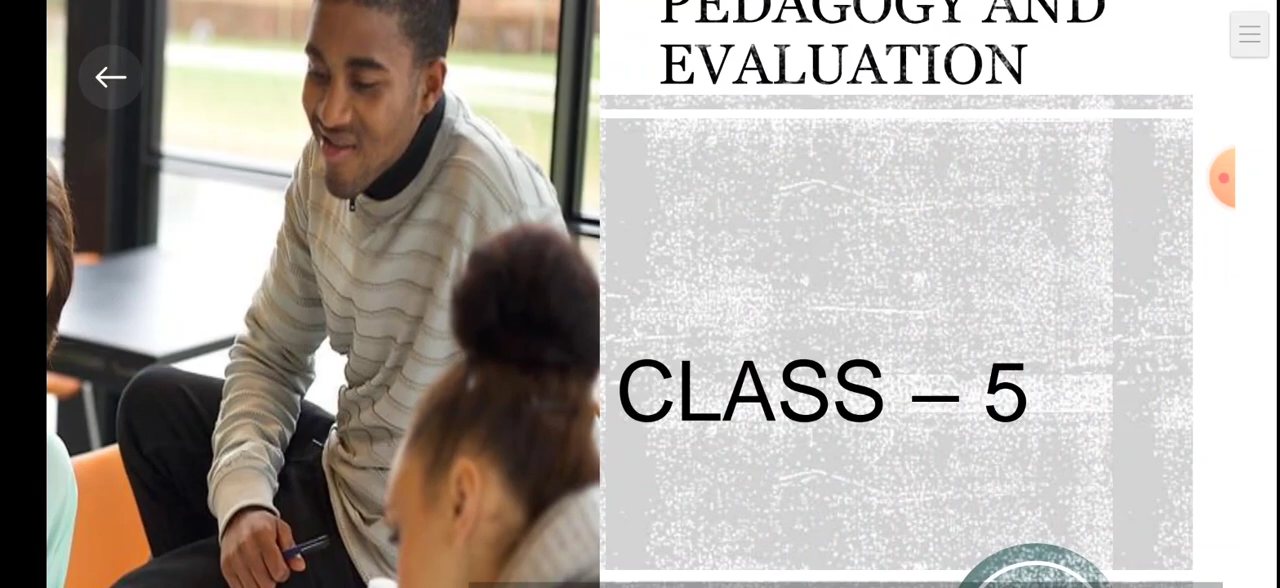 PEDAGOGY AND
EVALUATION
CLASS – 5